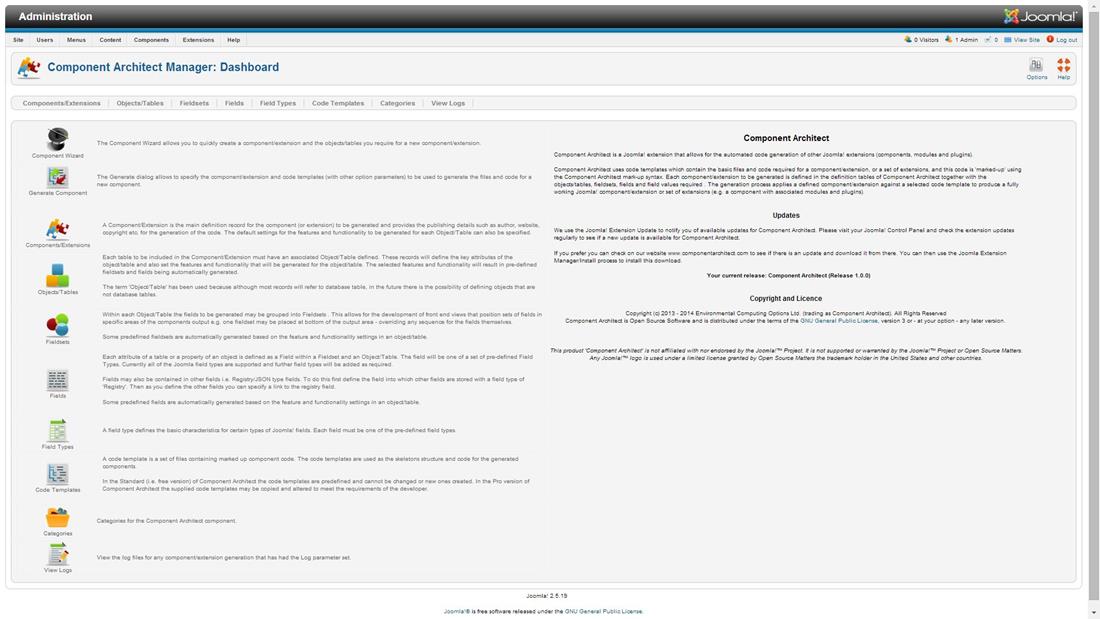 Administration
Joomla!
Site Users Menus Content Components Extensions Help
0 Visitors 1 Admin 0 View Site Log out
Component Architect Manager: Dashboard
Options Help
Components/Extensions Objects/Tables Fieldsets Fields Field Types Code Templates Categories View Logs
Component Wizard
The Component Wizard allows you to quickly create a component/extension and the objects/tables you require for a new component/extension.
Generate Component
The Generate dialog allows to specify the component/extension and code templates (with other option parameters) to be used to generate the files and code for a
new component.
Components/Extensions
A Component/Extension is the main definition record for the component (or extension) to be generated and provides the publishing details such as author, website,
copyright etc. for the generation of the code. The default settings for the features and functionality to be generated for each Object/Table can also be specified.
Objects/Tables
Each table to be included in the Component/Extension must have an associated Object/Table defined. These records will define the key attributes of the
object/table and also set the features and functionality that will be generated for the object/table. The selected features and functionality will result in pre-defined
fieldsets and fields being automatically generated.
The term 'Object/Table' has been used because although most records will refer to database table, in the future there is the possibility of defining objects that are
not database tables.
Fieldsets
Within each Object/Table the fields to be generated may be grouped into Fieldsets . This allows for the development of front end views that position sets of fields in
specific areas of the components output e.g. one fieldset may be placed at bottom of the output area - overriding any sequence for the fields themselves.
Some predefined fieldsets are automatically generated based on the feature and functionality settings in an object/table.
Fields
Each attribute of a table or a property of an object is defined as a Field within a Fieldset and an Object/Table. The field will be one of a set of pre-defined Field
Types. Currently all of the Joomla field types are supported and further field types will be added as required.
Fields may also be contained in other fields i.e. Registry/JSON type fields. To do this first define the field into which other fields are stored with a field type of
'Registry'. Then as you define the other fields you can specify a link to the registry field.
Some predefined fields are automatically generated based on the feature and functionality settings in an object/table.
Field Types
A field type defines the basic characteristics for certain types of Joomla! fields. Each field must be one of the pre-defined field types.
Code Templates
A code template is a set of files containing marked up component code. The code templates are used as the skeletons structure and code for the generated
components.
In the Standard (i.e. free version) of Component Architect the code templates are predefined and cannot be changed or new ones created. In the Pro version of
Component Architect the supplied code templates may be copied and altered to meet the requirements of the developer.
Categories
Categories for the Component Architect component.
View Logs
View the log files for any component/extension generation that has had the Log parameter set.
Component Architect
Component Architect is a Joomla! extension that allows for the automated code generation of other Joomla! extensions (components, modules and plugins).
Component Architect uses code templates which contain the basic files and code required for a component/extension, or a set of extensions, and this code is 'marked-up' using
the Component Architect mark-up syntax. Each component/extension to be generated is defined in the definition tables of Component Architect together with the
objects/tables, fieldsets, fields and field values required . The generation process applies a defined component/extension against a selected code template to produce a fully
working Joomla! component/extension or set of extensions (e.g. a component with associated modules and plugins).
Updates
We use the Joomla! Extension Update to notify you of available updates for Component Architect. Please visit your Joomla! Control Panel and check the extension updates
regularly to see if a new update is available for Component Architect.
If you prefer you can check on our website www.componentarchitect.com to see if there is an update and download it from there. You can then use the Joomla Extension
Manager/Install process to install this download.
Your current release: Component Architect (Release 1.0.0)
Copyright and Licence
Copyright (c) 2013 - 2014 Environmental Computing Options Ltd. (trading as Component Architect). All Rights Reserved
Component Architect is Open Source Software and is distributed under the terms of the GNU General Public License, version 3 or - at your option - any later version.
This product 'Component Architect' is not affiliated with nor endorsed by the Joomla!™ Project. It is not supported or warranted by the Joomla!™ Project or Open Source Matters.
Any Joomla!™ logo is used under a limited license granted by Open Source Matters the trademark holder in the United States and other countries.
Joomla! 2.5.19
Joomla!® is free software released under the GNU General Public License.